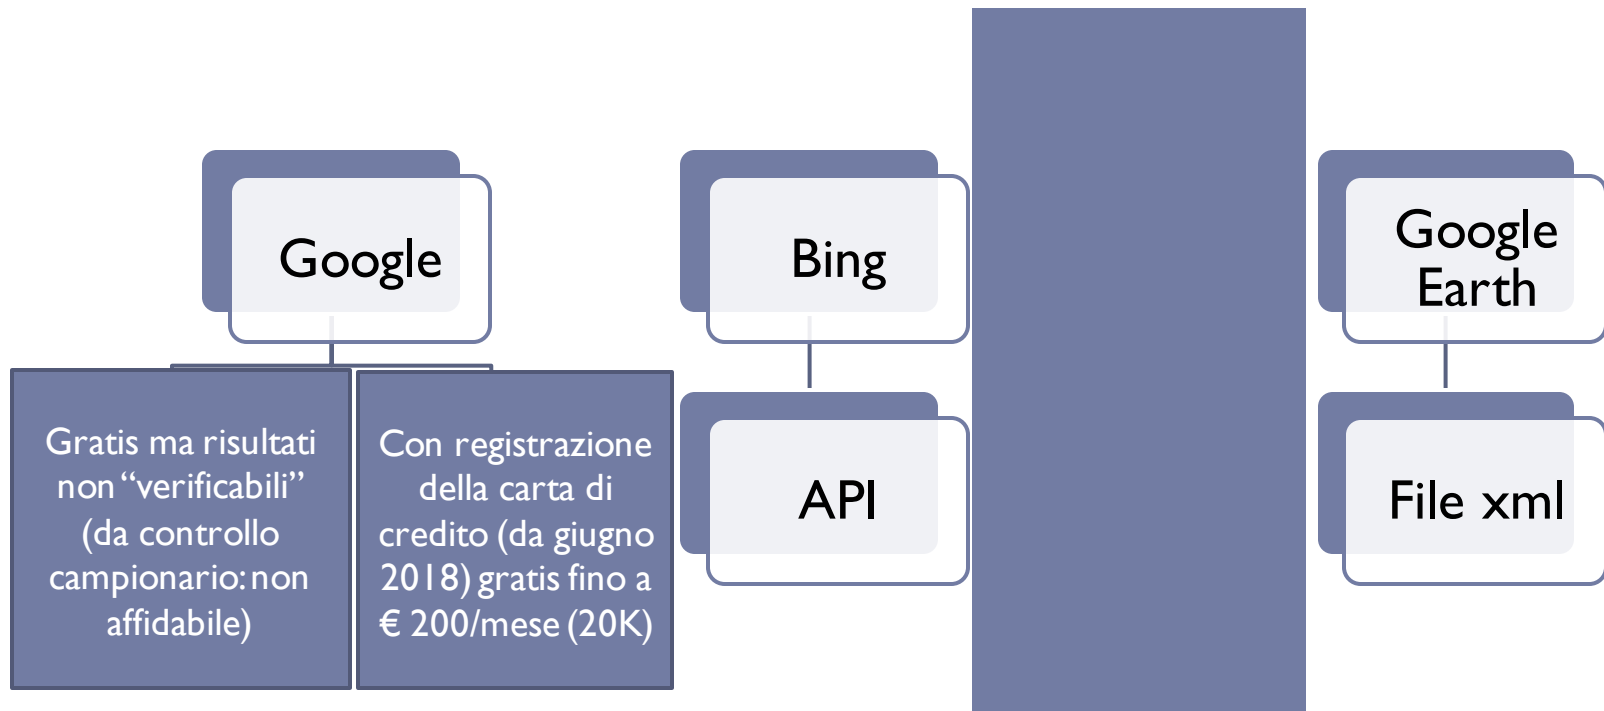 Google
Gratis ma risultati
non “verificabili”
(da controllo
campionario: non
affidabile)
Con registrazione
della carta di
credito (da giugno
2018) gratis fino a
€ 200/mese (20K)
Bing
API
Google
Earth
File xml